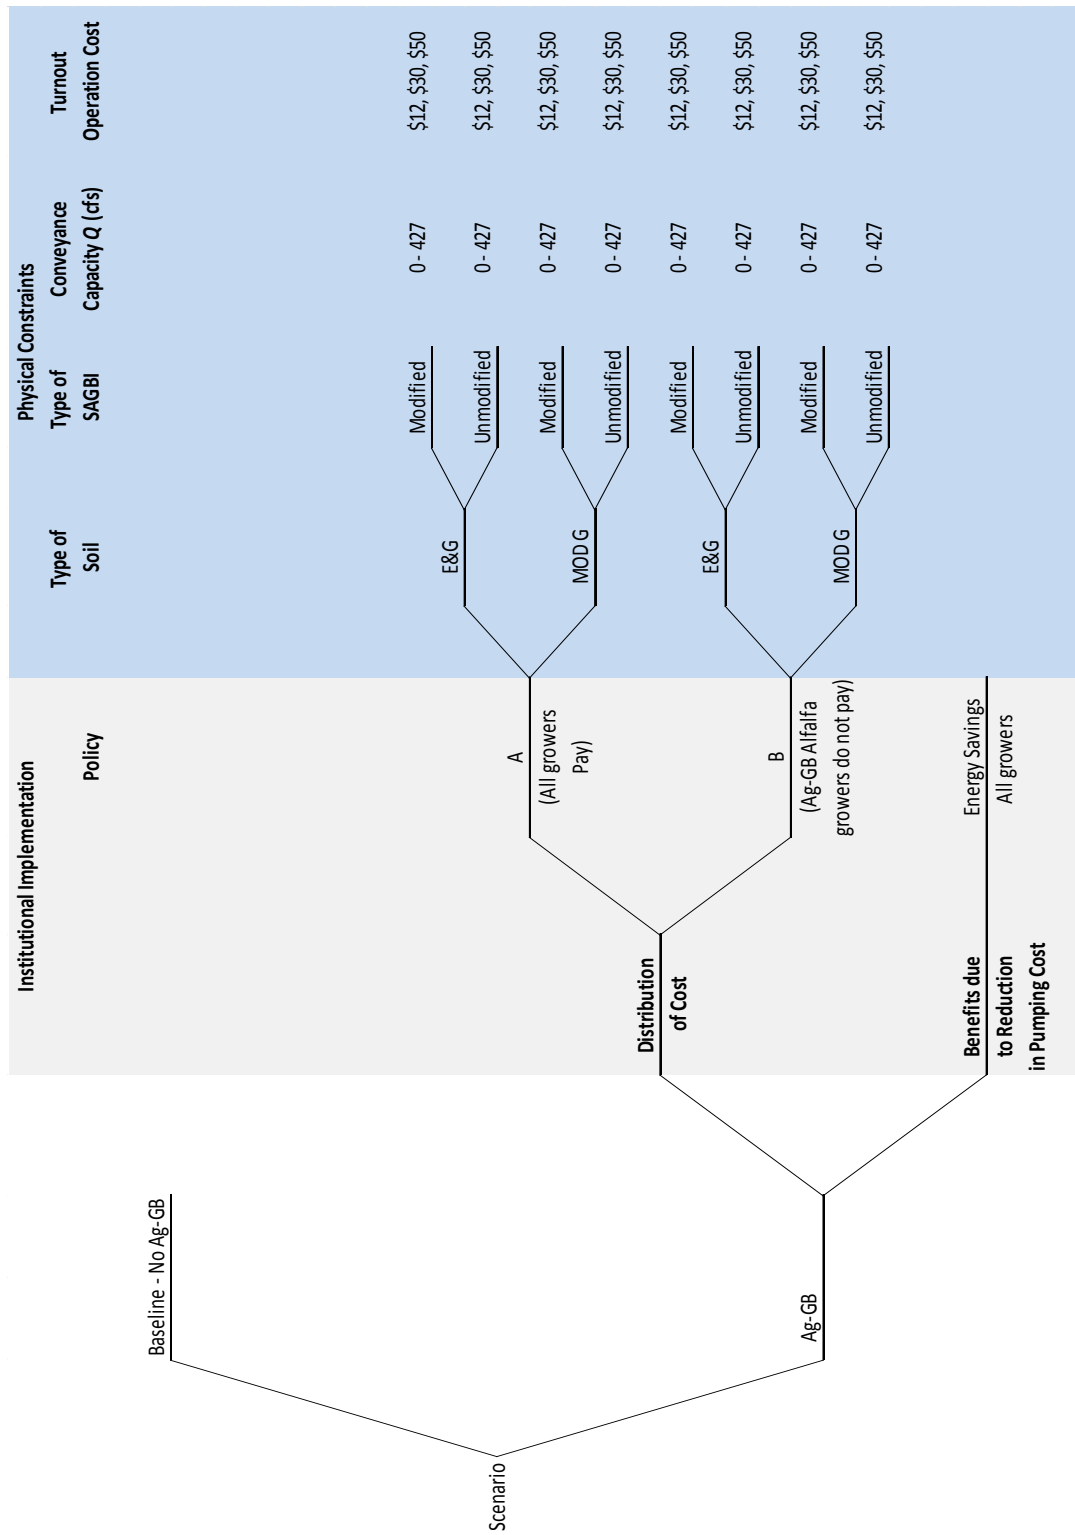 Institutional Implementation
Physical Constraints
Policy
Type of
Soil
Type of
SAGBI
Conveyance
Capacity Q (cfs)
Turnout
Operation Cost
Scenario
Baseline - No Ag-GB
Ag-GB
Distribution
of Cost
A
(All growers
Pay)
E&G
Modified
0 - 427
$12, $30, $50
Unmodified
0 - 427
$12, $30, $50
MOD G
Modified
0 - 427
$12, $30, $50
Unmodified
0 - 427
$12, $30, $50
B
(Ag-GB Alfalfa
growers do not pay)
E&G
Modified
0 - 427
$12, $30, $50
Unmodified
0 - 427
$12, $30, $50
MOD G
Modified
0 - 427
$12, $30, $50
Unmodified
0 - 427
$12, $30, $50
Benefits due
to Reduction
in Pumping Cost
Energy Savings
All growers